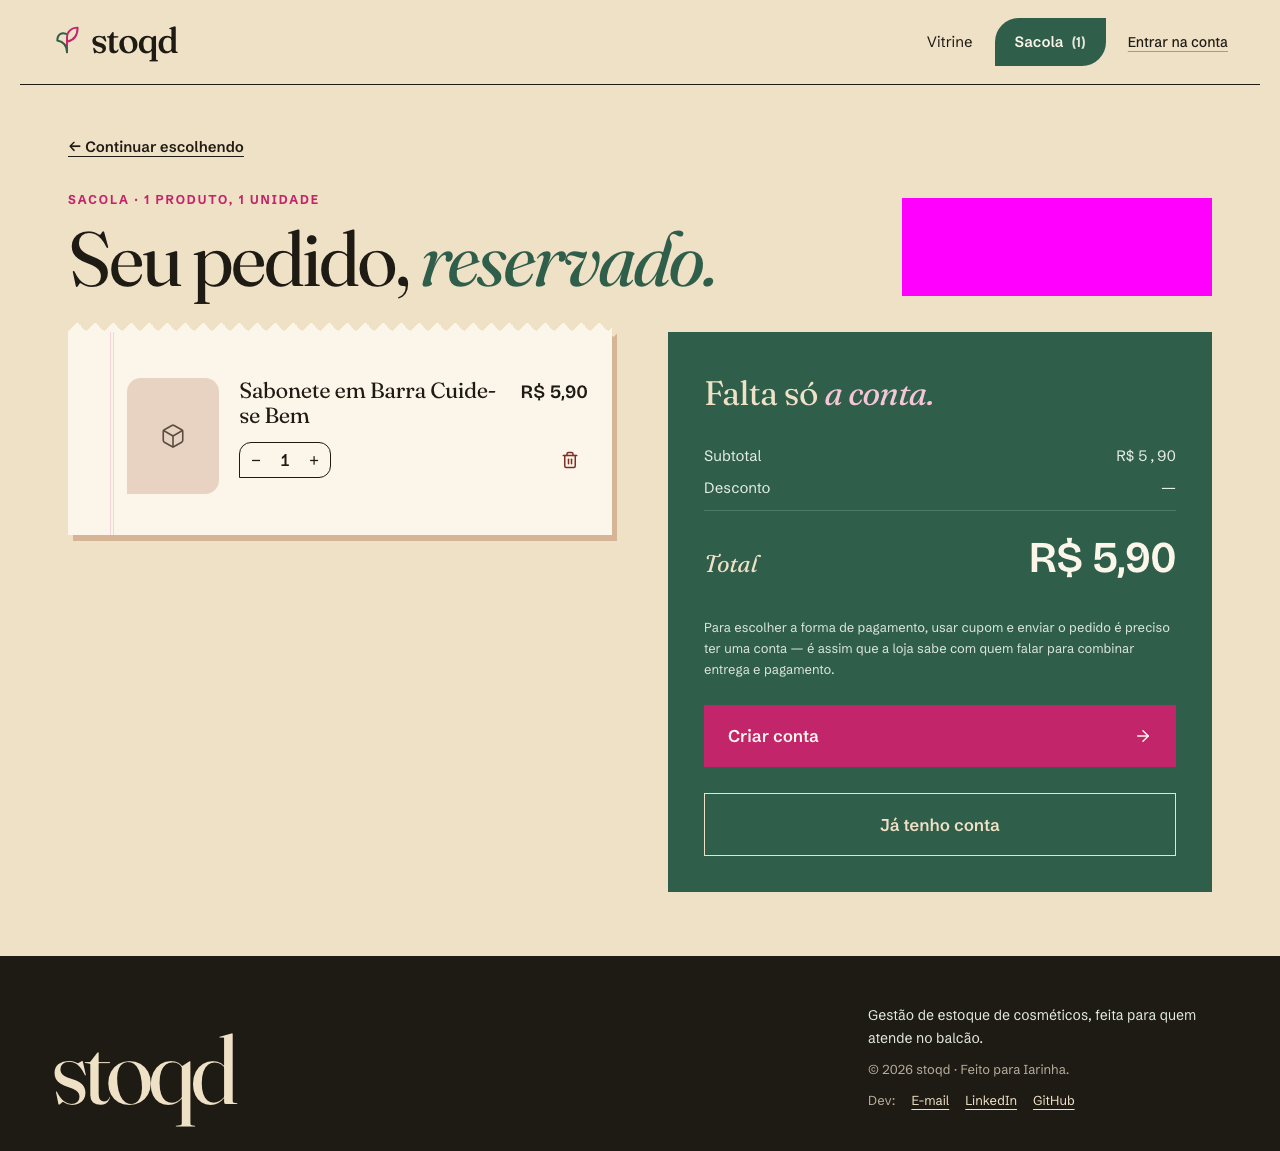 stoqd
Vitrine
Sacola (1)
Entrar na conta
← Continuar escolhendo
SACOLA · 1 PRODUTO, 1 UNIDADE
Seu pedido, reservado.
Sabonete em Barra Cuide-
se Bem
R$ 5,90
− 1 +
Falta só a conta.
Subtotal R$ 5,90
Desconto —
Total R$ 5,90
Para escolher a forma de pagamento, usar cupom e enviar o pedido é preciso
ter uma conta — é assim que a loja sabe com quem falar para combinar
entrega e pagamento.
Criar conta →
Já tenho conta
stoqd
Gestão de estoque de cosméticos, feita para quem
atende no balcão.
© 2026 stoqd · Feito para Iarinha.
Dev: E-mail LinkedIn GitHub